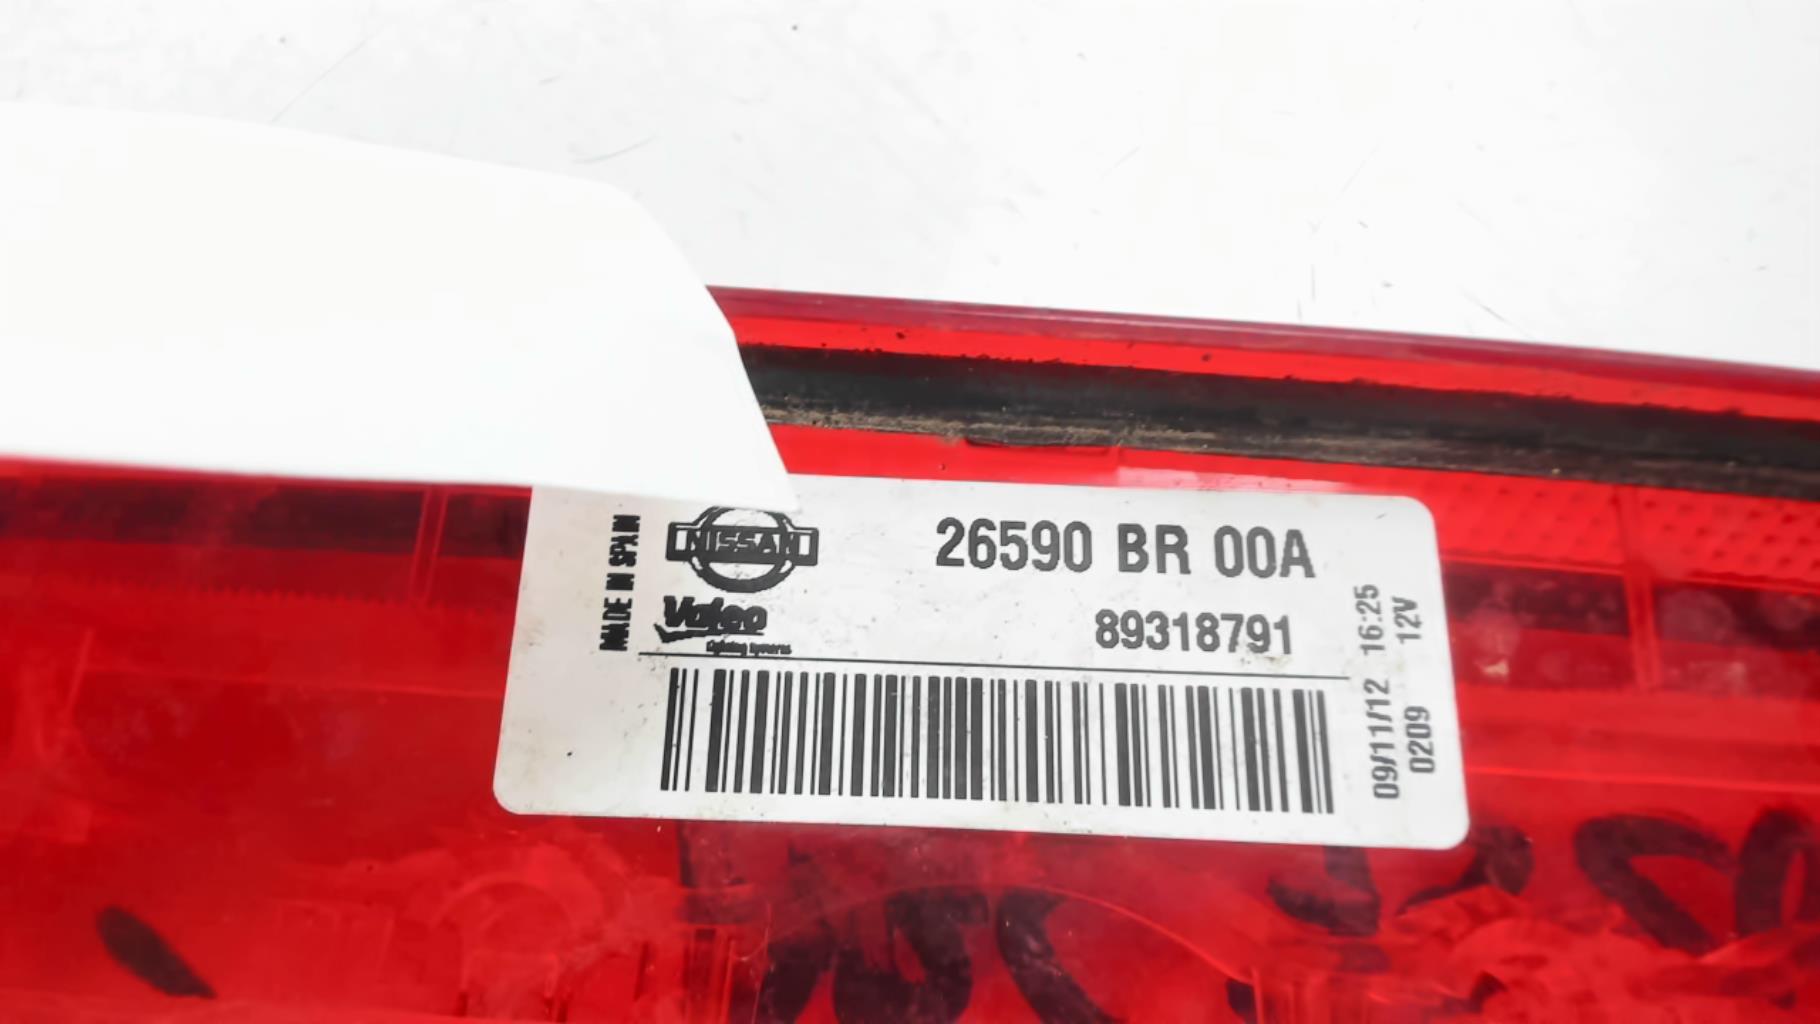 MADE IN SPAIN
NISSAN
Valeo
Lighting Systems
26590 BR 00A
89318791
09/11/12 16:25
0209 12V